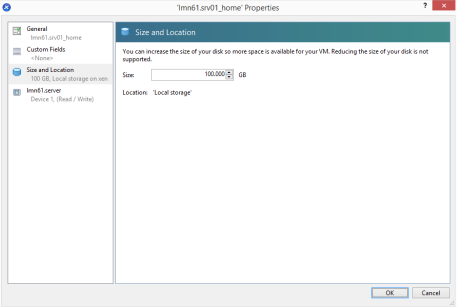 'lmn61.srv01_home' Properties
? ×
General
lmn61.srv01_home
Custom Fields
<None>
Size and Location
100 GB, Local storage on xen
lmn61.server
Device 1, (Read / Write)
Size and Location
You can increase the size of your disk so more space is available for your VM. Reducing the size of your disk is not
supported.
Size: 100.000 GB
Location: 'Local storage'
OK Cancel